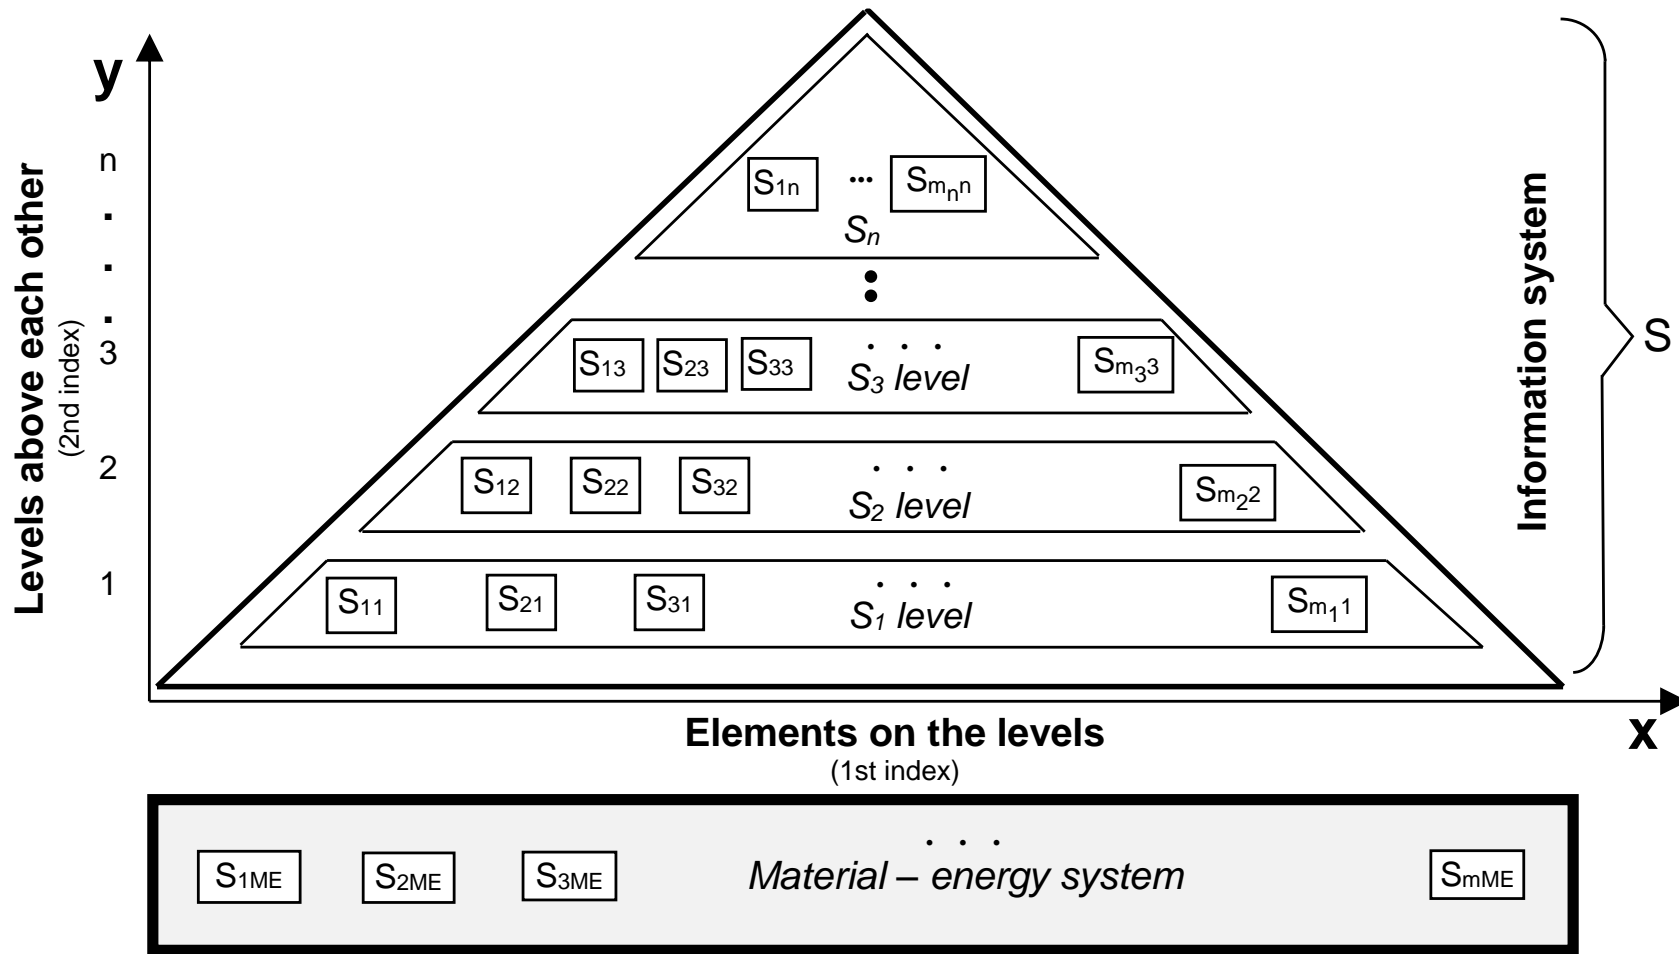 y
Levels above each other
(2nd index)
n
.
.
.
3
2
1
S1n ... Smnn
Sn
S13 S23 S33 . . . Sm33
S3 level
S12 S22 S32 . . . Sm22
S2 level
S11 S21 S31 . . . Sm11
S1 level
Information system
S
x
Elements on the levels
(1st index)
S1ME S2ME S3ME . . . SmME
Material – energy system